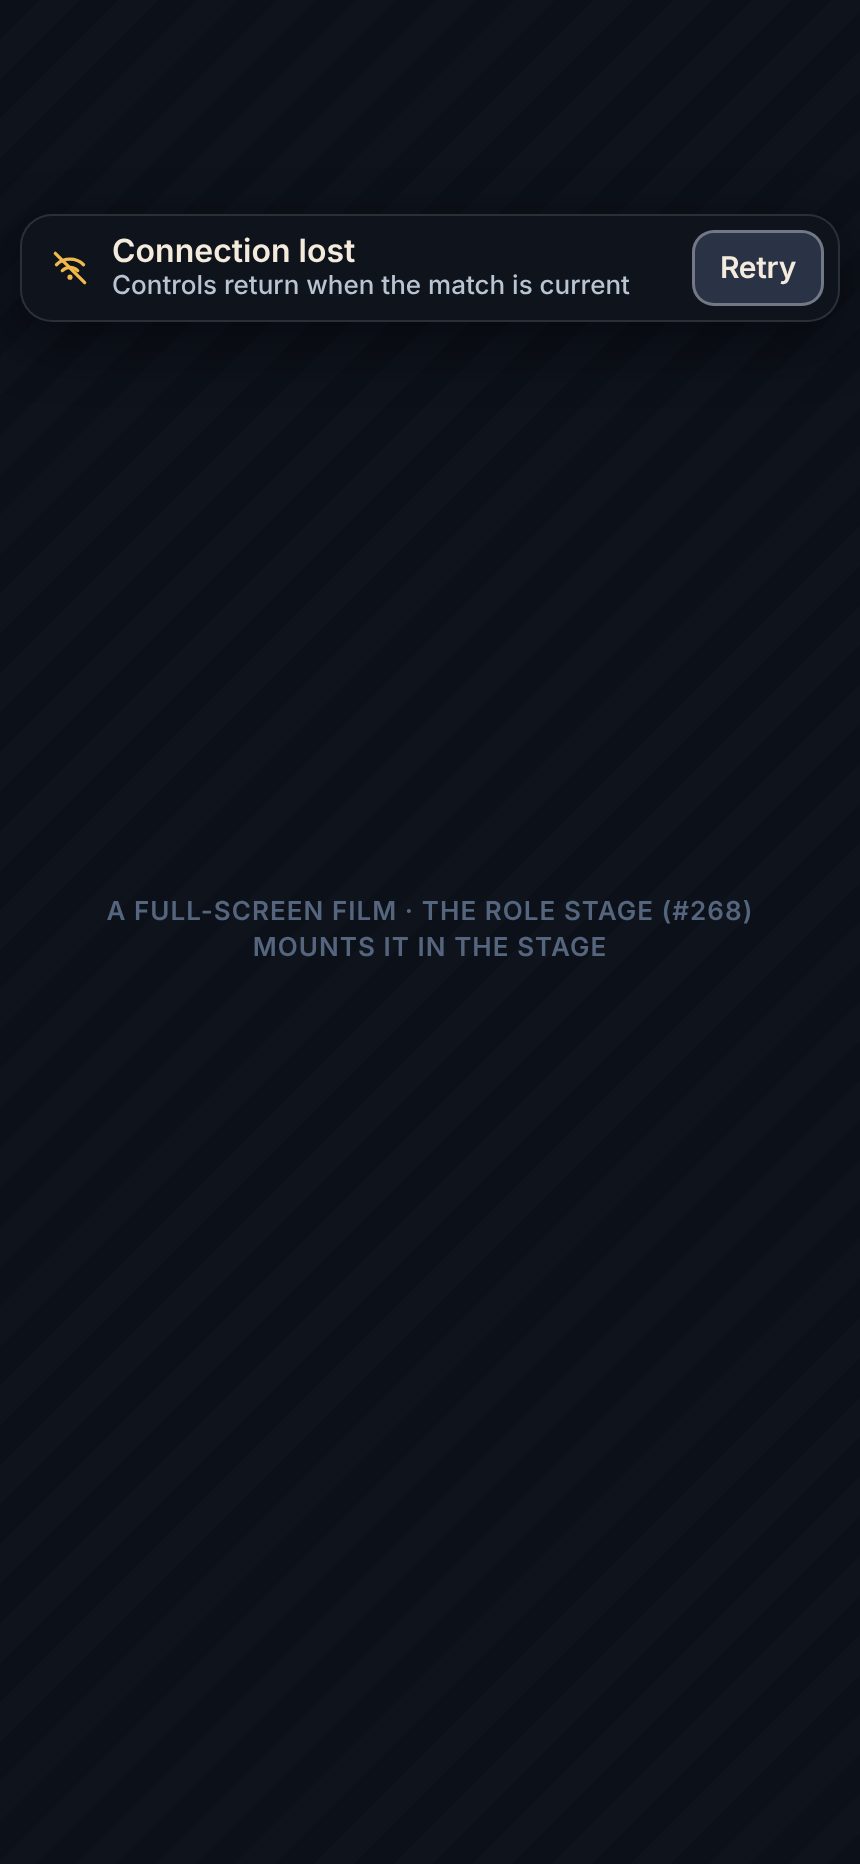 Connection lost
Controls return when the match is current
Retry
A FULL-SCREEN FILM · THE ROLE STAGE (#268)
MOUNTS IT IN THE STAGE